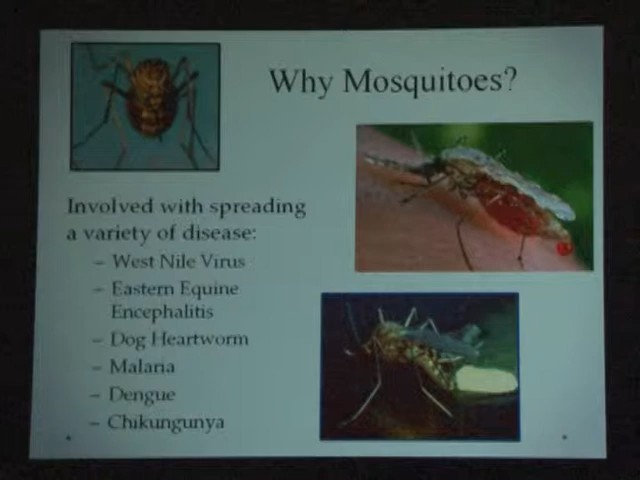 Why Mosquitoes?
Involved with spreading
a variety of disease:
– West Nile Virus
– Eastern Equine
Encephalitis
– Dog Heartworm
– Malaria
– Dengue
– Chikungunya